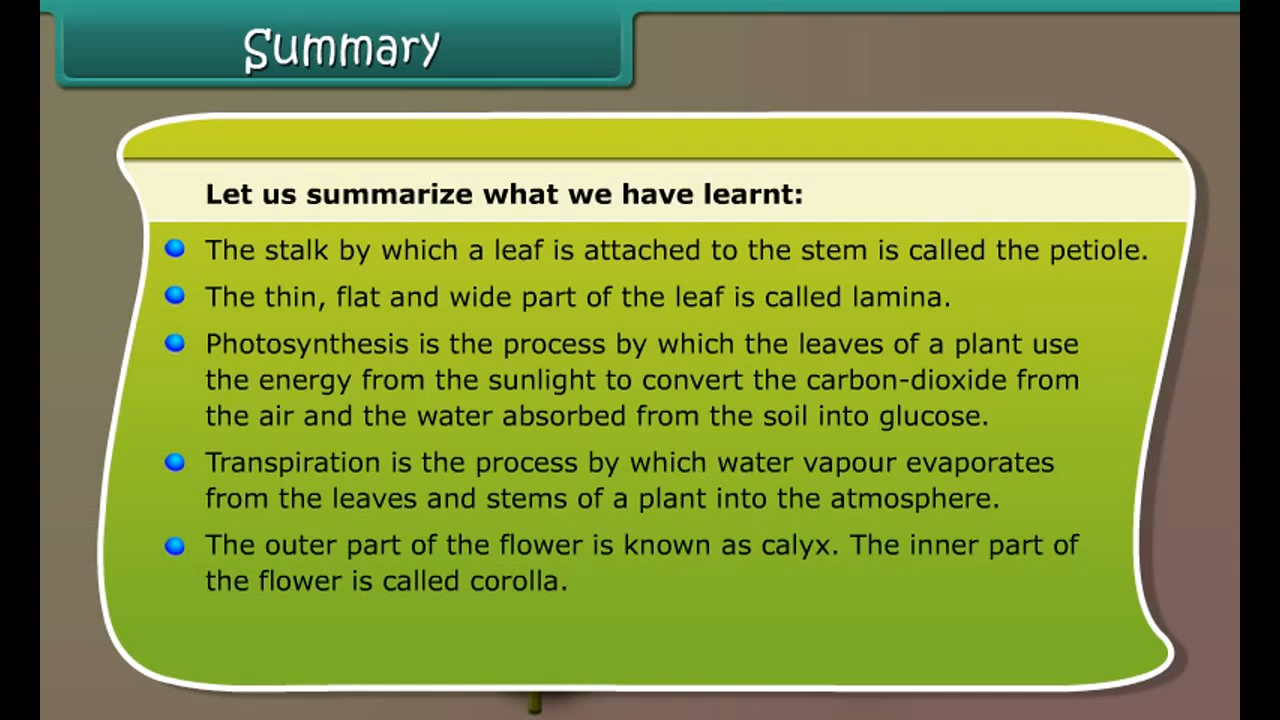 Summary
Let us summarize what we have learnt:
The stalk by which a leaf is attached to the stem is called the petiole.
The thin, flat and wide part of the leaf is called lamina.
Photosynthesis is the process by which the leaves of a plant use
the energy from the sunlight to convert the carbon-dioxide from
the air and the water absorbed from the soil into glucose.
Transpiration is the process by which water vapour evaporates
from the leaves and stems of a plant into the atmosphere.
The outer part of the flower is known as calyx. The inner part of
the flower is called corolla.